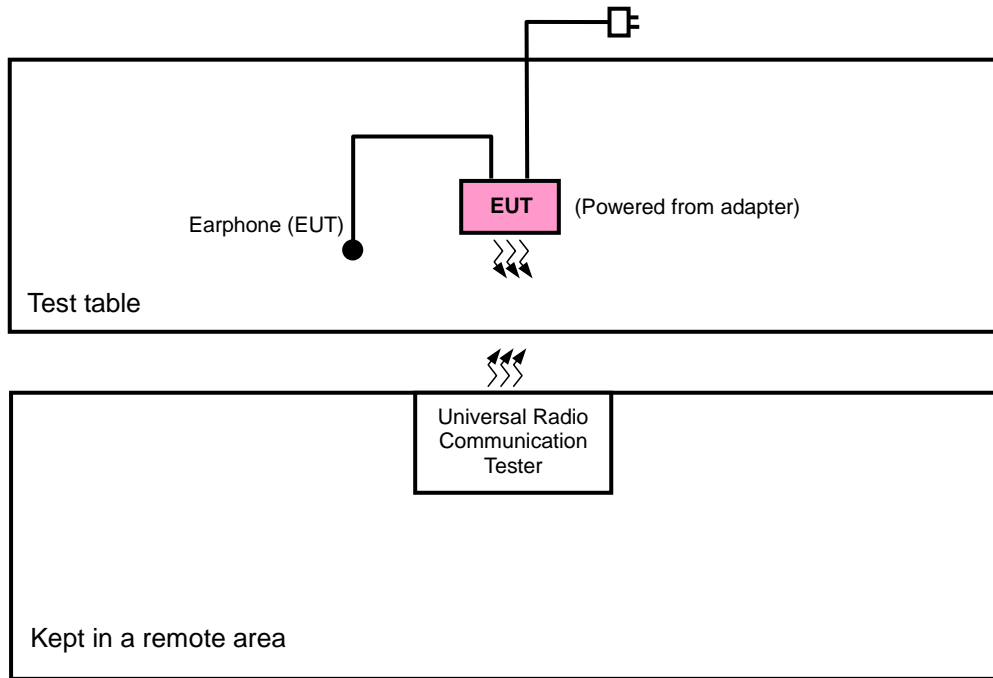 EUT
(Powered from adapter)
Earphone (EUT)
Test table
Universal Radio
Communication
Tester
Kept in a remote area